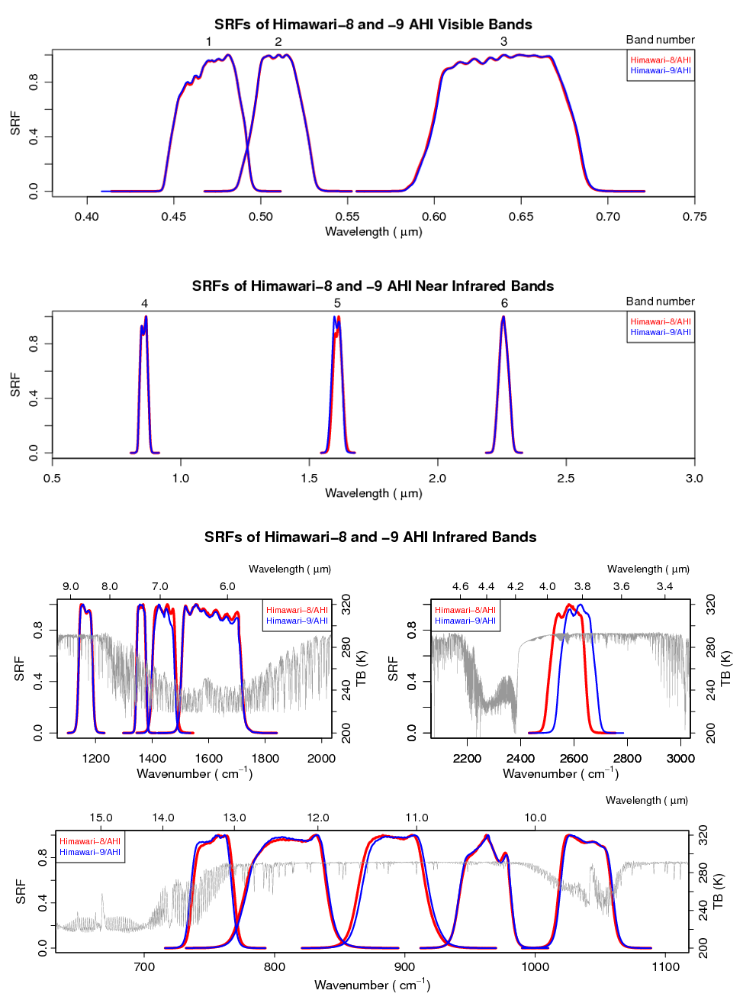 SRFs of Himawari−8 and −9 AHI Visible Bands
1 2 3 Band number
Himawari−8/AHI
Himawari−9/AHI
SRF
0.0 0.4 0.8
0.40 0.45 0.50 0.55 0.60 0.65 0.70 0.75
Wavelength ( μm)
SRFs of Himawari−8 and −9 AHI Near Infrared Bands
4 5 6 Band number
Himawari−8/AHI
Himawari−9/AHI
SRF
0.0 0.4 0.8
0.5 1.0 1.5 2.0 2.5 3.0
Wavelength ( μm)
SRFs of Himawari−8 and −9 AHI Infrared Bands
Wavelength ( μm)
9.0 8.0 7.0 6.0
Himawari−8/AHI
Himawari−9/AHI
SRF
0.0 0.4 0.8
200 240 280 320
TB (K)
1200 1400 1600 1800 2000
Wavenumber ( cm⁻¹)
Wavelength ( μm)
4.6 4.4 4.2 4.0 3.8 3.6 3.4
Himawari−8/AHI
Himawari−9/AHI
SRF
0.0 0.4 0.8
200 240 280 320
TB (K)
2200 2400 2600 2800 3000
Wavenumber ( cm⁻¹)
Wavelength ( μm)
15.0 14.0 13.0 12.0 11.0 10.0
Himawari−8/AHI
Himawari−9/AHI
SRF
0.0 0.4 0.8
200 240 280 320
TB (K)
700 800 900 1000 1100
Wavenumber ( cm⁻¹)